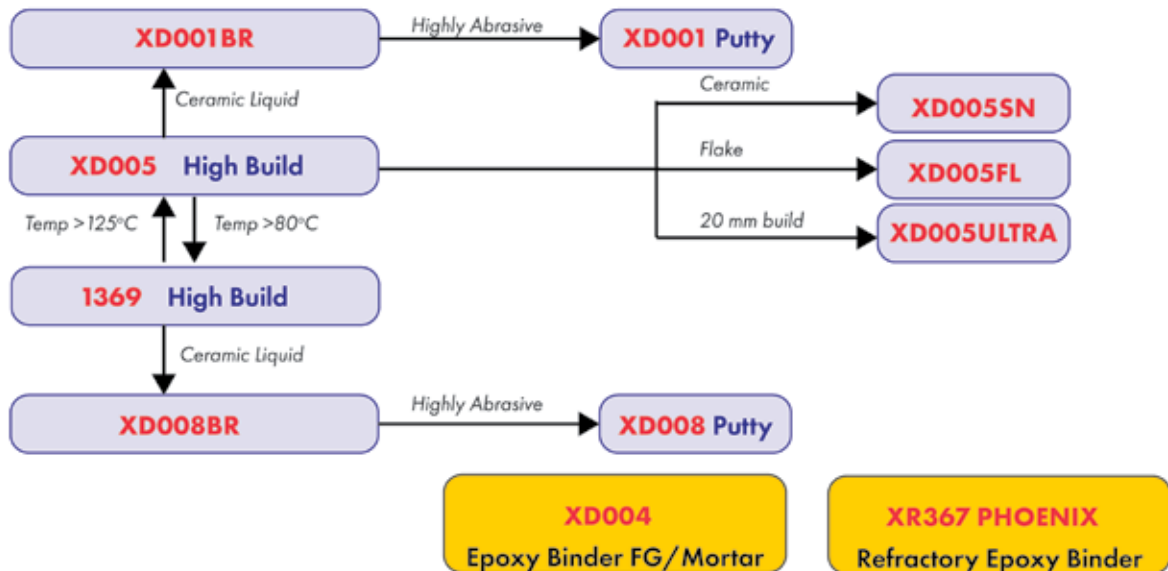 XD001BR
Highly Abrasive
XD001 Putty
Ceramic Liquid
Ceramic
XD005SN
XD005 High Build
Flake
XD005FL
Temp >125°C
Temp >80°C
20 mm build
XD005ULTRA
1369 High Build
Ceramic Liquid
XD008BR
Highly Abrasive
XD008 Putty
XD004
Epoxy Binder FG/Mortar
XR367 PHOENIX
Refractory Epoxy Binder